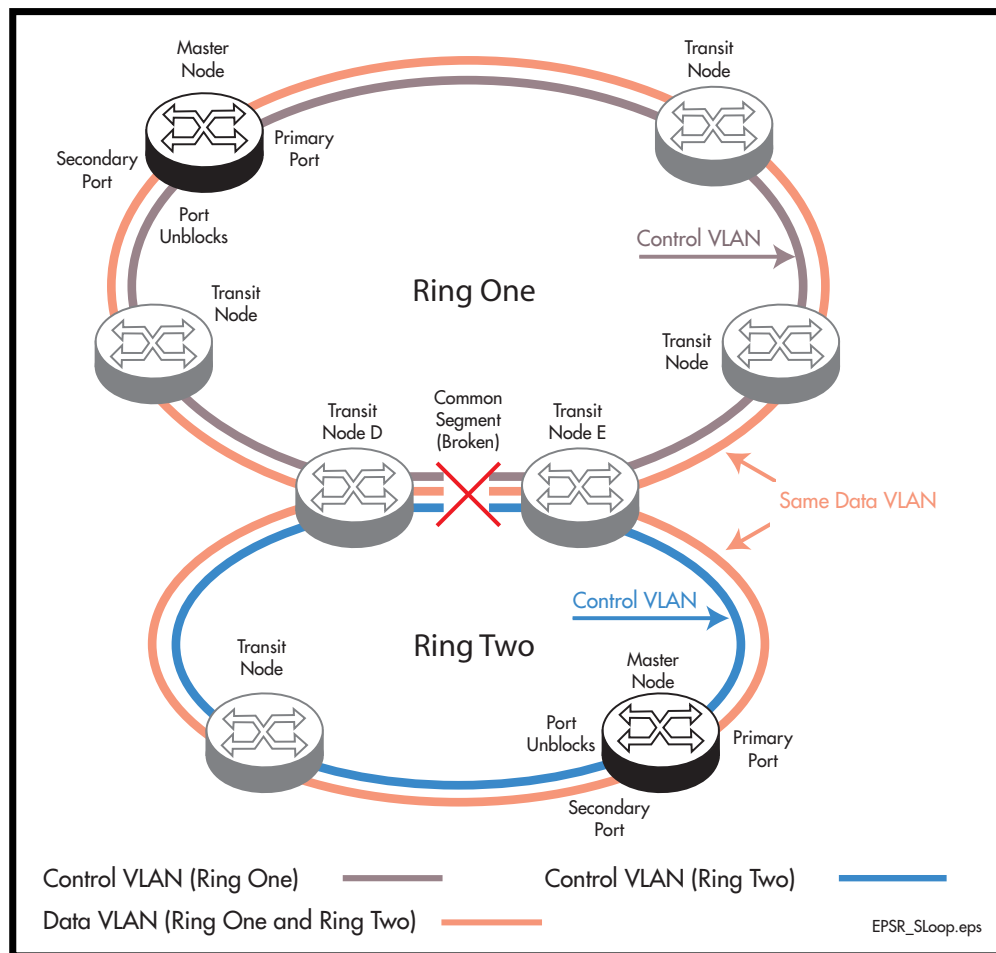 Master
Node
Transit
Node
Primary
Port
Secondary
Port
Port
Unblocks
Control VLAN
Ring One
Transit
Node
Transit
Node
Common
Segment
(Broken)
Transit
Node D
Transit
Node E
Same Data VLAN
Control VLAN
Ring Two
Transit
Node
Master
Node
Port
Unblocks
Primary
Port
Secondary
Port
Control VLAN (Ring One)
Control VLAN (Ring Two)
Data VLAN (Ring One and Ring Two)
EPSR_SLoop.eps